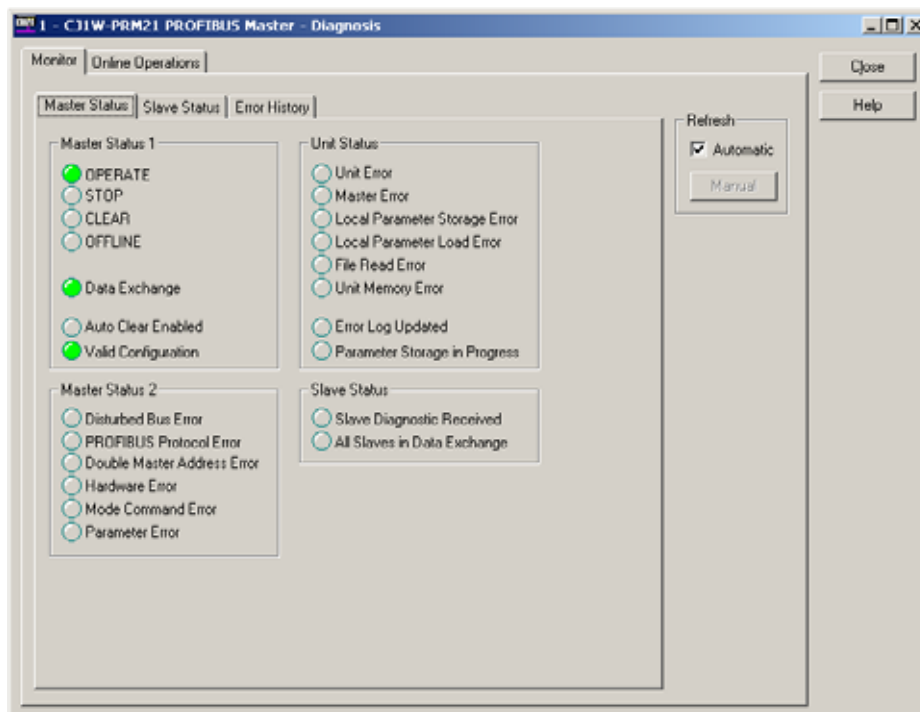 1 - CJ1W-PRM21 PROFIBUS Master - Diagnosis
Monitor
Online Operations
Close
Help
Master Status
Slave Status
Error History
Refresh
Automatic
Manual
Master Status 1
OPERATE
STOP
CLEAR
OFFLINE
Data Exchange
Auto Clear Enabled
Valid Configuration
Unit Status
Unit Error
Master Error
Local Parameter Storage Error
Local Parameter Load Error
File Read Error
Unit Memory Error
Error Log Updated
Parameter Storage in Progress
Master Status 2
Disturbed Bus Error
PROFIBUS Protocol Error
Double Master Address Error
Hardware Error
Mode Command Error
Parameter Error
Slave Status
Slave Diagnostic Received
All Slaves in Data Exchange